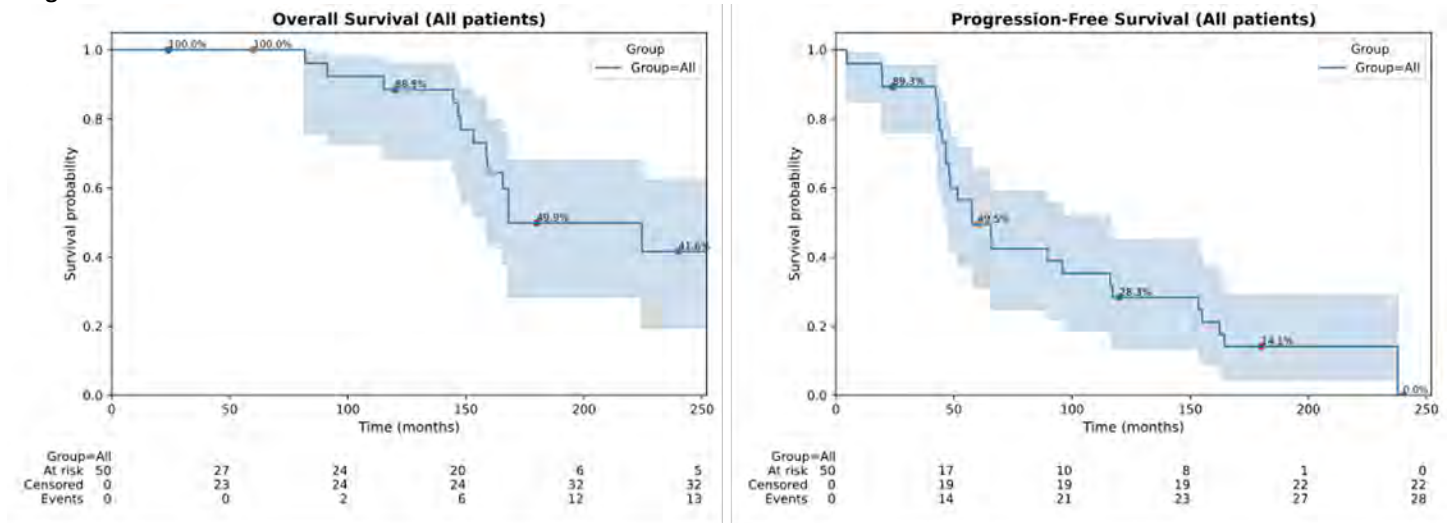 Overall Survival (All patients)
Group
Group=All
100.0%
100.0%
88.5%
49.9%
41.6%
1.0
0.8
0.6
0.4
0.2
0.0
Survival probability
0 50 100 150 200 250
Time (months)
Group=All
At risk 50 27 24 20 6 5
Censored 0 23 24 24 32 32
Events 0 0 2 6 12 13
Progression-Free Survival (All patients)
Group
Group=All
89.3%
49.5%
28.3%
14.1%
0.0%
1.0
0.8
0.6
0.4
0.2
0.0
Survival probability
0 50 100 150 200 250
Time (months)
Group=All
At risk 50 17 10 8 1 0
Censored 0 19 19 19 22 22
Events 0 14 21 23 27 28